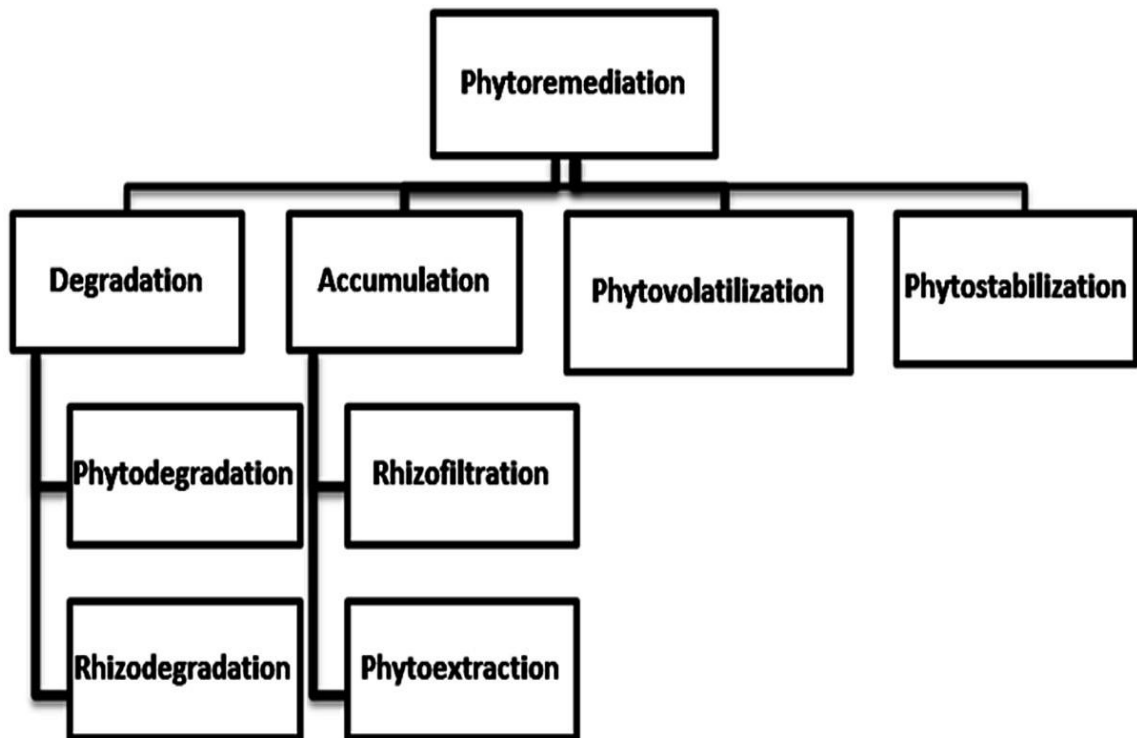 Phytoremediation
Degradation
Accumulation
Phytovolatilization
Phytostabilization
Phytodegradation
Rhizofiltration
Rhizodegradation
Phytoextraction